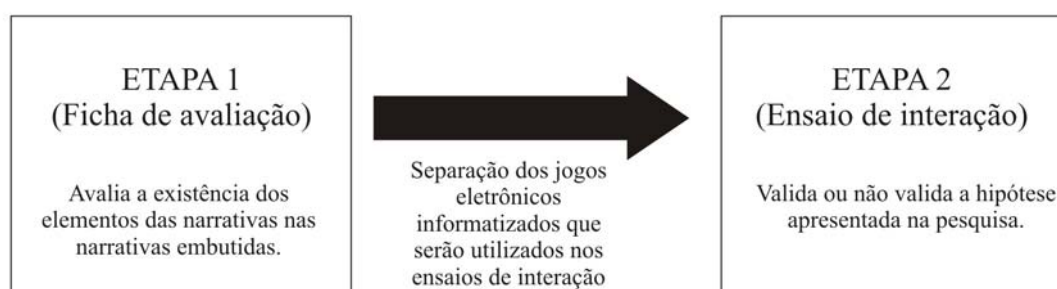 ETAPA 1
(Ficha de avaliação)
Avalia a existência dos
elementos das narrativas nas
narrativas embutidas.
Separação dos jogos
eletrônicos
informatizados que
serão utilizados nos
ensaios de interação
ETAPA 2
(Ensaio de interação)
Valida ou não valida a hipótese
apresentada na pesquisa.